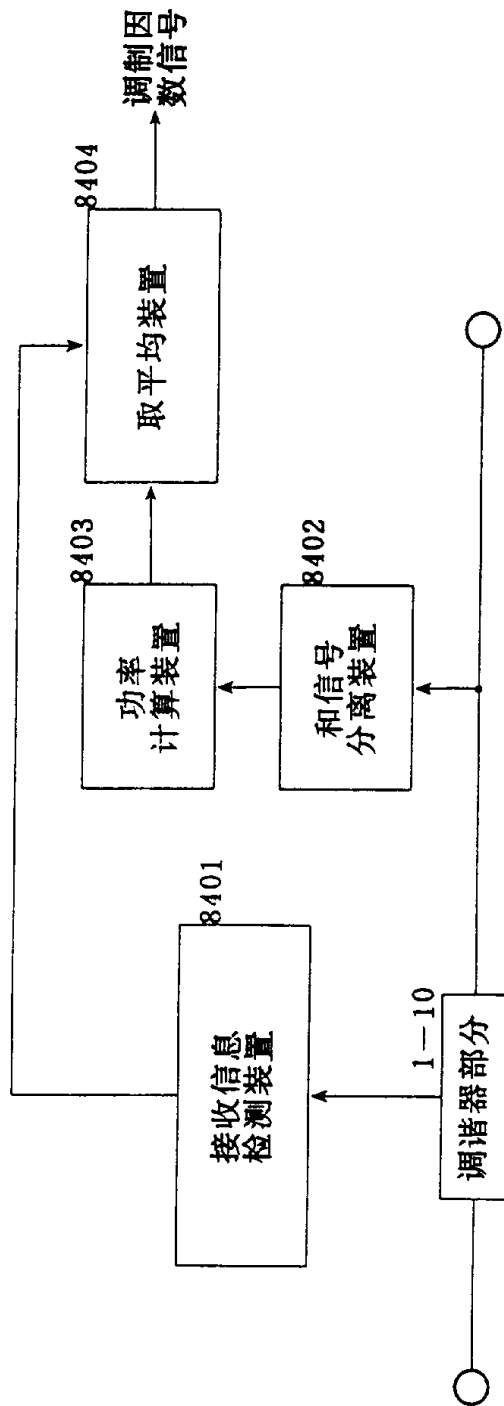 调制因
数信号
8404
取平均装置
8403
功率
计算装置
8402
和信号
分离装置
8401
接收信息
检测装置
1-10
调谐器部分